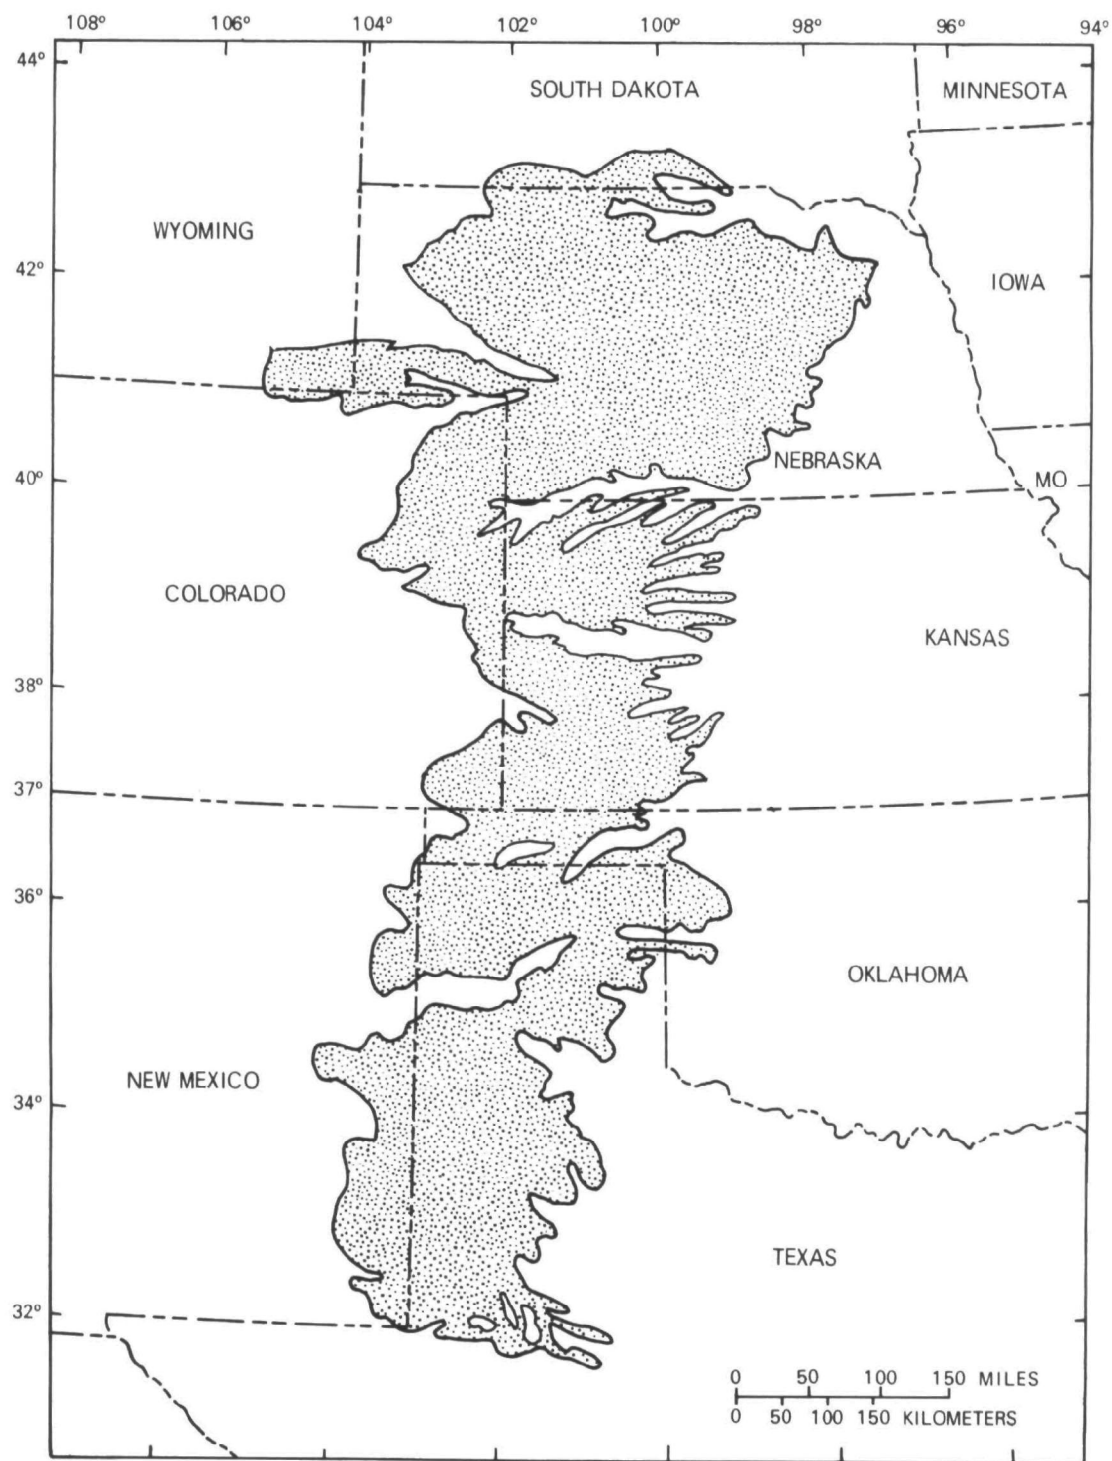 108° 106° 104° 102° 100° 98° 96° 94°
44°
SOUTH DAKOTA
MINNESOTA
WYOMING
42°
IOWA
NEBRASKA
40°
MO
COLORADO
KANSAS
38°
37°
36°
OKLAHOMA
NEW MEXICO
34°
TEXAS
32°
0 50 100 150 MILES
0 50 100 150 KILOMETERS